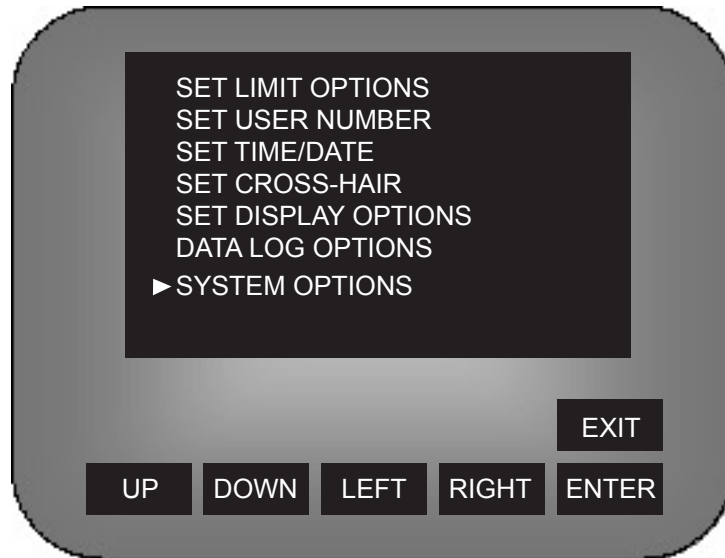 SET LIMIT OPTIONS
SET USER NUMBER
SET TIME/DATE
SET CROSS-HAIR
SET DISPLAY OPTIONS
DATA LOG OPTIONS
►SYSTEM OPTIONS
EXIT
UP DOWN LEFT RIGHT ENTER